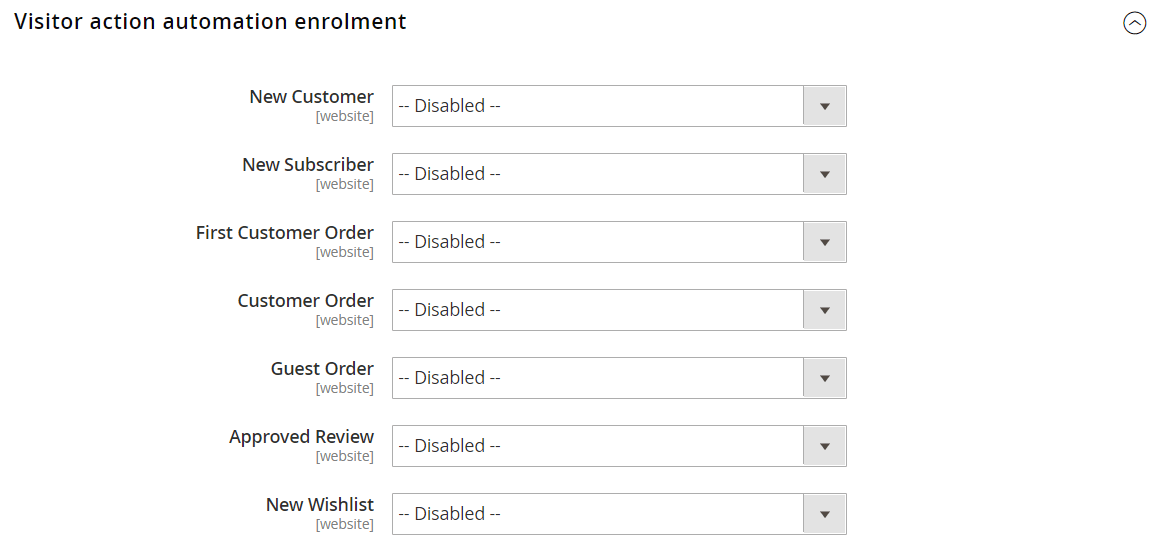 Visitor action automation enrolment
New Customer
[website]
-- Disabled --
New Subscriber
[website]
-- Disabled --
First Customer Order
[website]
-- Disabled --
Customer Order
[website]
-- Disabled --
Guest Order
[website]
-- Disabled --
Approved Review
[website]
-- Disabled --
New Wishlist
[website]
-- Disabled --